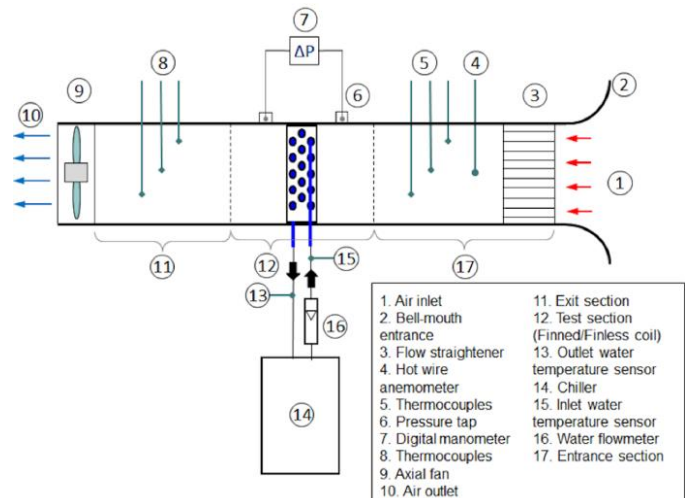 7
ΔP
8
5
4
9
6
3
2
10
1
11
12
15
17
13
16
14
1. Air inlet
2. Bell-mouth
entrance
3. Flow straightener
4. Hot wire
anemometer
5. Thermocouples
6. Pressure tap
7. Digital manometer
8. Thermocouples
9. Axial fan
10. Air outlet
11. Exit section
12. Test section
(Finned/Finless coil)
13. Outlet water
temperature sensor
14. Chiller
15. Inlet water
temperature sensor
16. Water flowmeter
17. Entrance section